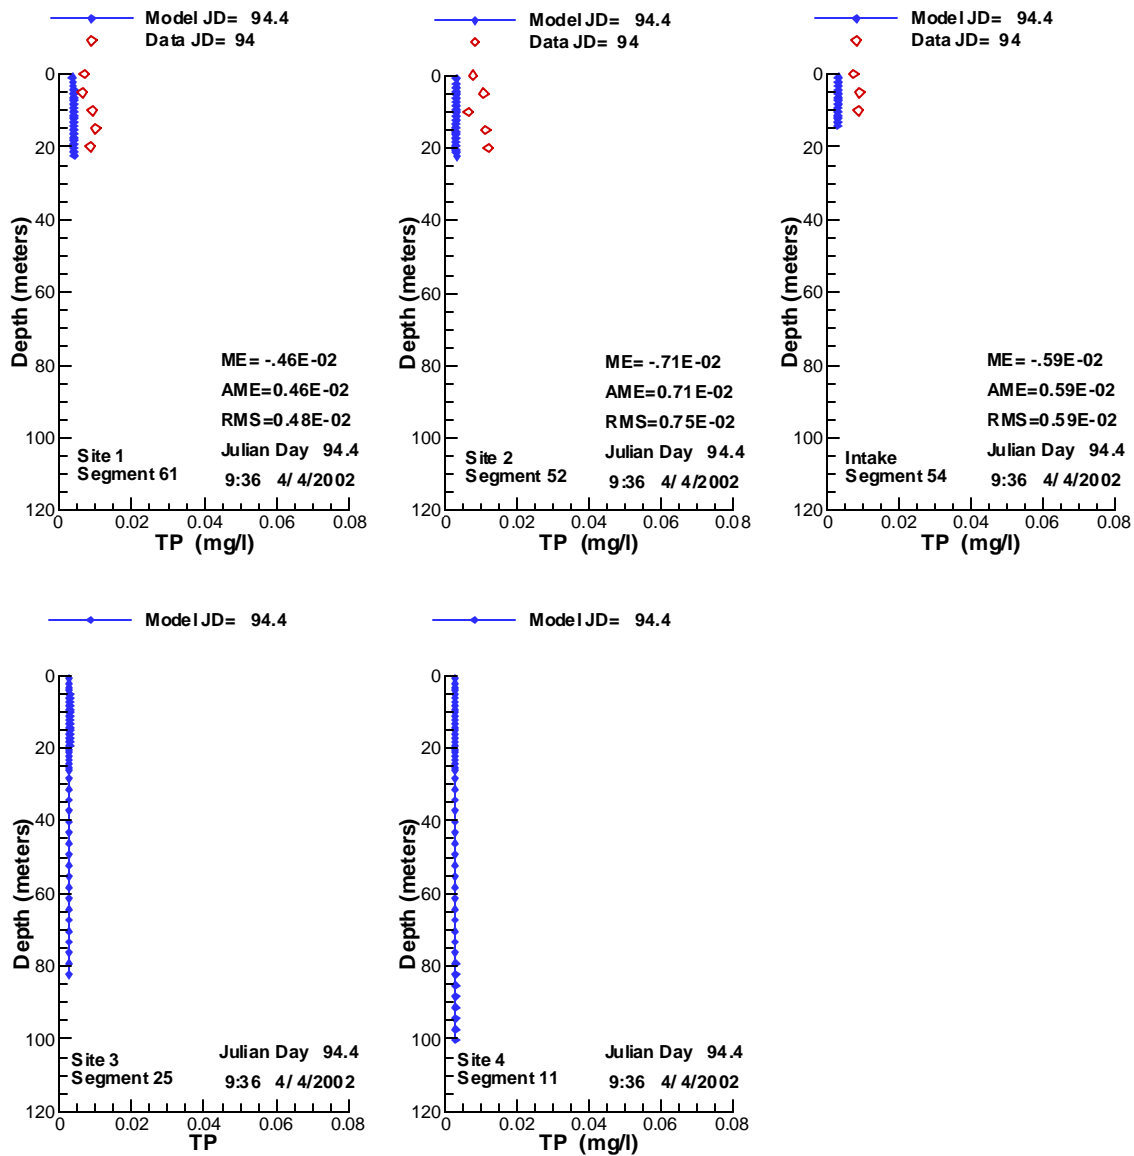 Model JD= 94.4
Data JD= 94
0
20
40
60
80
100
120
Depth (meters)
ME= -.46E-02
AME=0.46E-02
RMS=0.48E-02
Julian Day 94.4
9:36 4/ 4/2002
Site 1
Segment 61
0 0.02 0.04 0.06 0.08
TP (mg/l)
Model JD= 94.4
Data JD= 94
0
20
40
60
80
100
120
Depth (meters)
ME= -.71E-02
AME=0.71E-02
RMS=0.75E-02
Julian Day 94.4
9:36 4/ 4/2002
Site 2
Segment 52
0 0.02 0.04 0.06 0.08
TP (mg/l)
Model JD= 94.4
Data JD= 94
0
20
40
60
80
100
120
Depth (meters)
ME= -.59E-02
AME=0.59E-02
RMS=0.59E-02
Julian Day 94.4
9:36 4/ 4/2002
Intake
Segment 54
0 0.02 0.04 0.06 0.08
TP (mg/l)
Model JD= 94.4
0
20
40
60
80
100
120
Depth (meters)
Julian Day 94.4
9:36 4/ 4/2002
Site 3
Segment 25
0 0.02 0.04 0.06 0.08
TP
Model JD= 94.4
0
20
40
60
80
100
120
Depth (meters)
Julian Day 94.4
9:36 4/ 4/2002
Site 4
Segment 11
0 0.02 0.04 0.06 0.08
TP (mg/l)